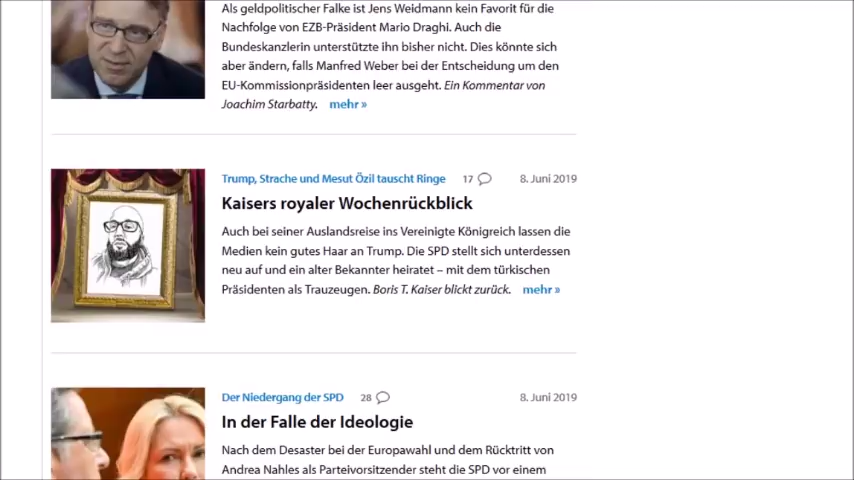 Als geldpolitischer Falke ist Jens Weidmann kein Favorit für die
Nachfolge von EZB-Präsident Mario Draghi. Auch die
Bundeskanzlerin unterstützte ihn bisher nicht. Dies könnte sich
aber ändern, falls Manfred Weber bei der Entscheidung um den
EU-Kommissionpräsidenten leer ausgeht. Ein Kommentar von
Joachim Starbatty. mehr »
Trump, Strache und Mesut Özil tauscht Ringe 17 8. Juni 2019
Kaisers royaler Wochenrückblick
Auch bei seiner Auslandsreise ins Vereinigte Königreich lassen die
Medien kein gutes Haar an Trump. Die SPD stellt sich unterdessen
neu auf und ein alter Bekannter heiratet – mit dem türkischen
Präsidenten als Trauzeugen. Boris T. Kaiser blickt zurück. mehr »
Der Niedergang der SPD 28 8. Juni 2019
In der Falle der Ideologie
Nach dem Desaster bei der Europawahl und dem Rücktritt von
Andrea Nahles als Parteivorsitzender steht die SPD vor einem